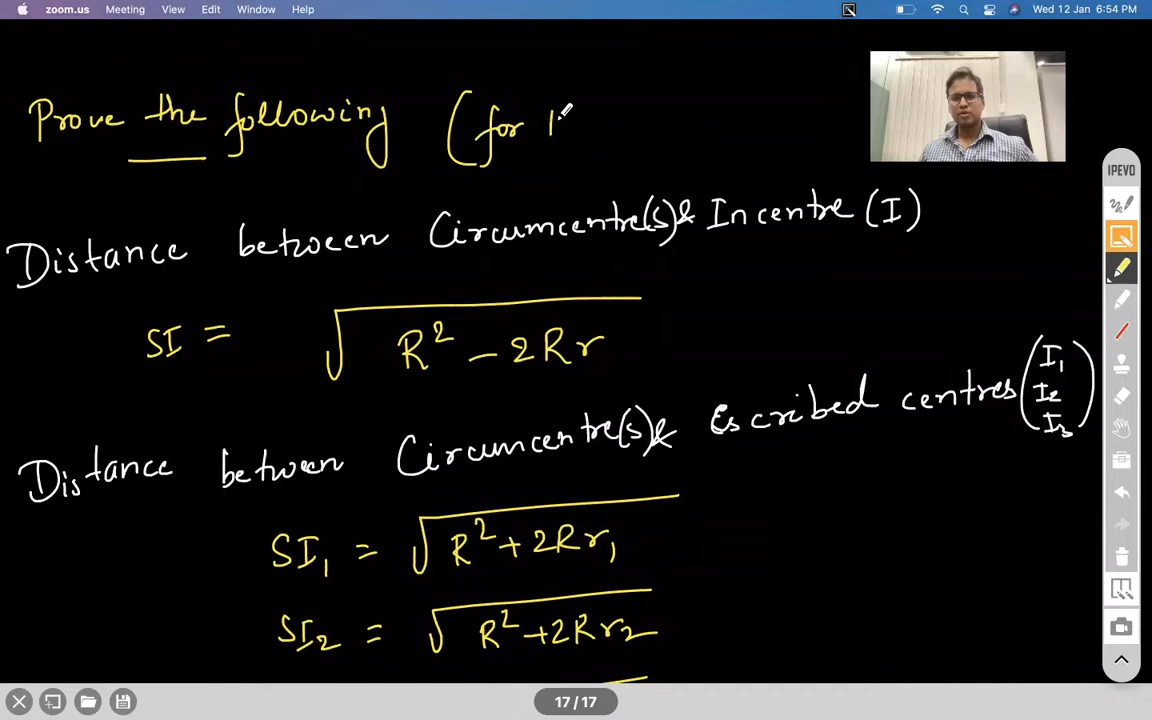 zoom.us Meeting View Edit Window Help Wed 12 Jan 6:54 PM
Prove the following (for
IPEVO
Distance between Circumcentre(s) & Incentre (I)
SI = √(R² - 2Rr)
Distance between Circumcentre(s) & Escribed centres (I₁ I₂ I₃)
SI₁ = √(R² + 2Rr₁)
SI₂ = √(R² + 2Rr₂)
17/17